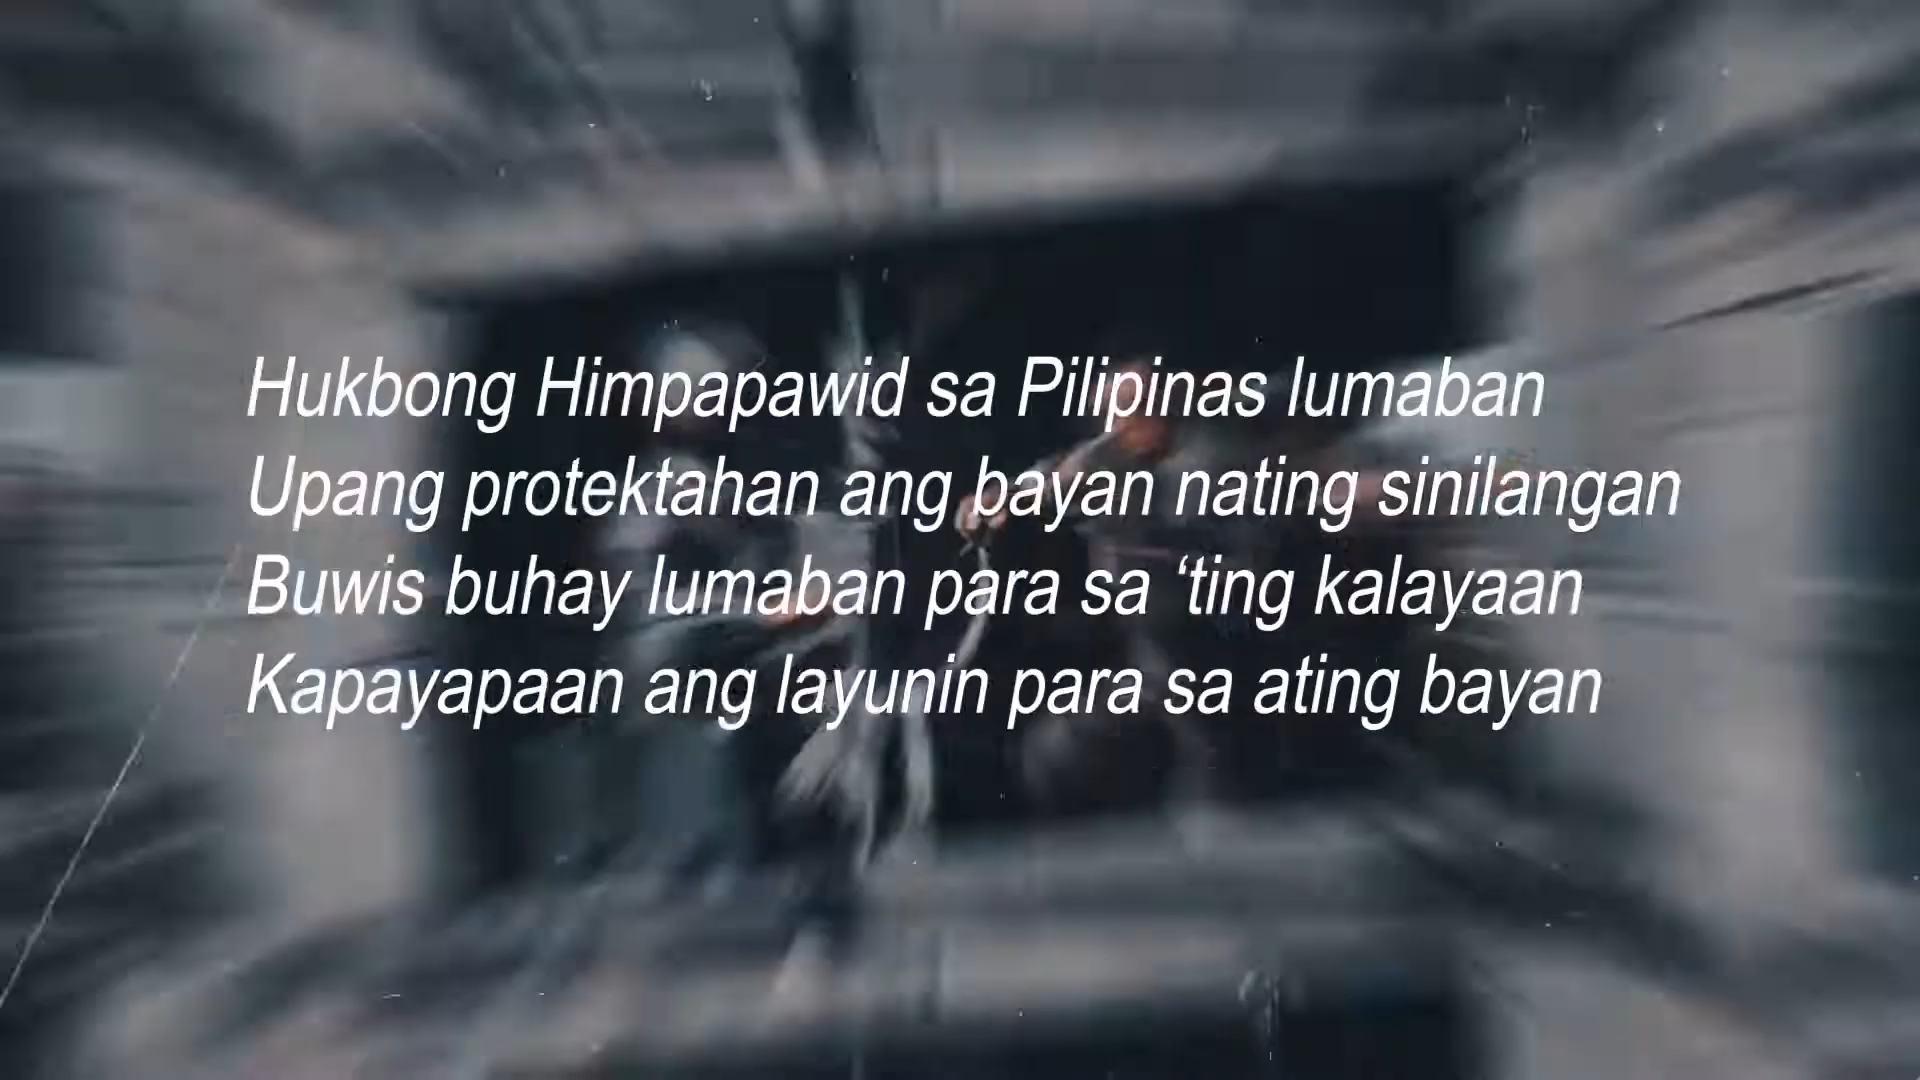 Hukbong Himpapawid sa Pilipinas lumaban
Upang protektahan ang bayan nating sinilangan
Buwis buhay lumaban para sa ‘ting kalayaan
Kapayapaan ang layunin para sa ating bayan